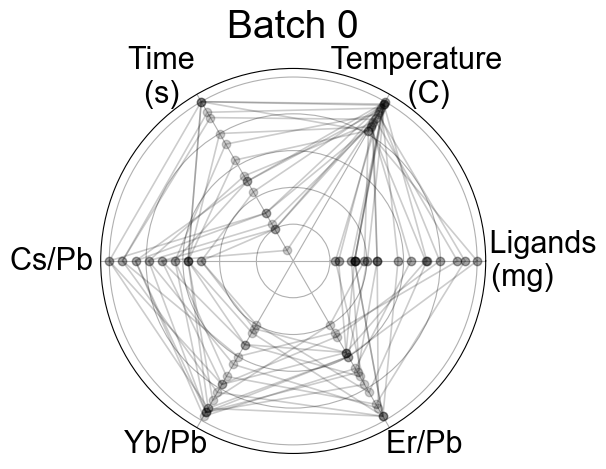 Batch 0
Time
(s)
Temperature
(C)
Cs/Pb
Ligands
(mg)
Yb/Pb
Er/Pb